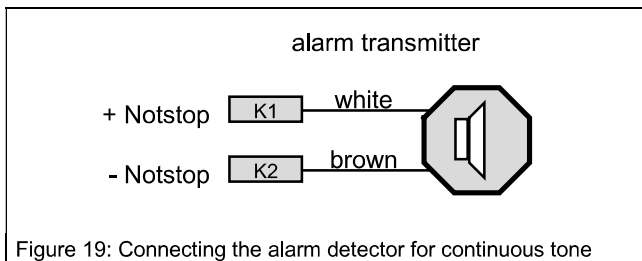 alarm transmitter
+ Notstop K1 white
- Notstop K2 brown
Figure 19: Connecting the alarm detector for continuous tone